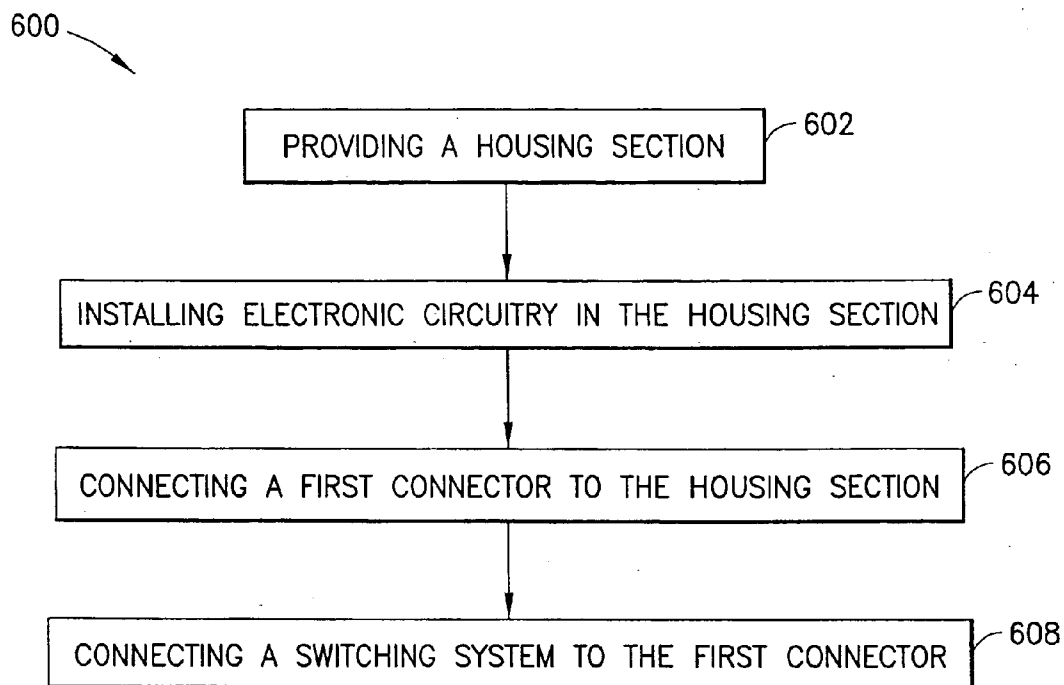 600
PROVIDING A HOUSING SECTION
602
INSTALLING ELECTRONIC CIRCUITRY IN THE HOUSING SECTION
604
CONNECTING A FIRST CONNECTOR TO THE HOUSING SECTION
606
CONNECTING A SWITCHING SYSTEM TO THE FIRST CONNECTOR
608